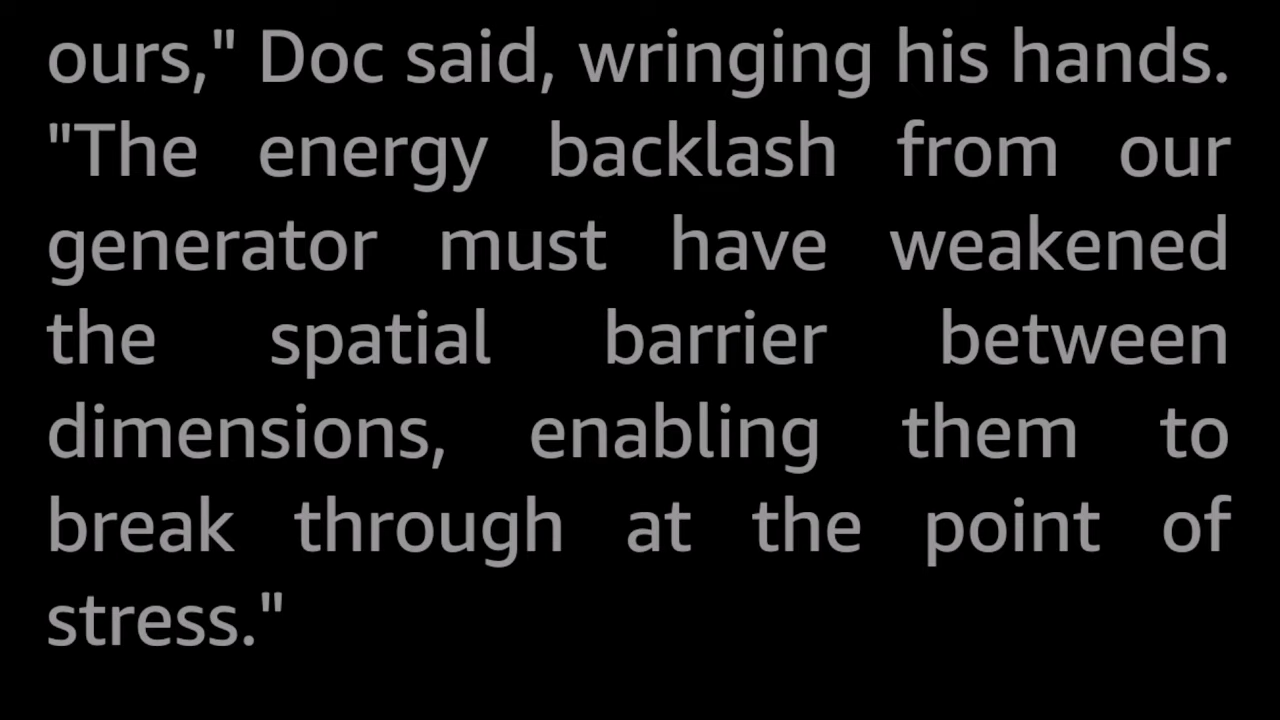 ours," Doc said, wringing his hands.
"The energy backlash from our
generator must have weakened
the spatial barrier between
dimensions, enabling them to
break through at the point of
stress."